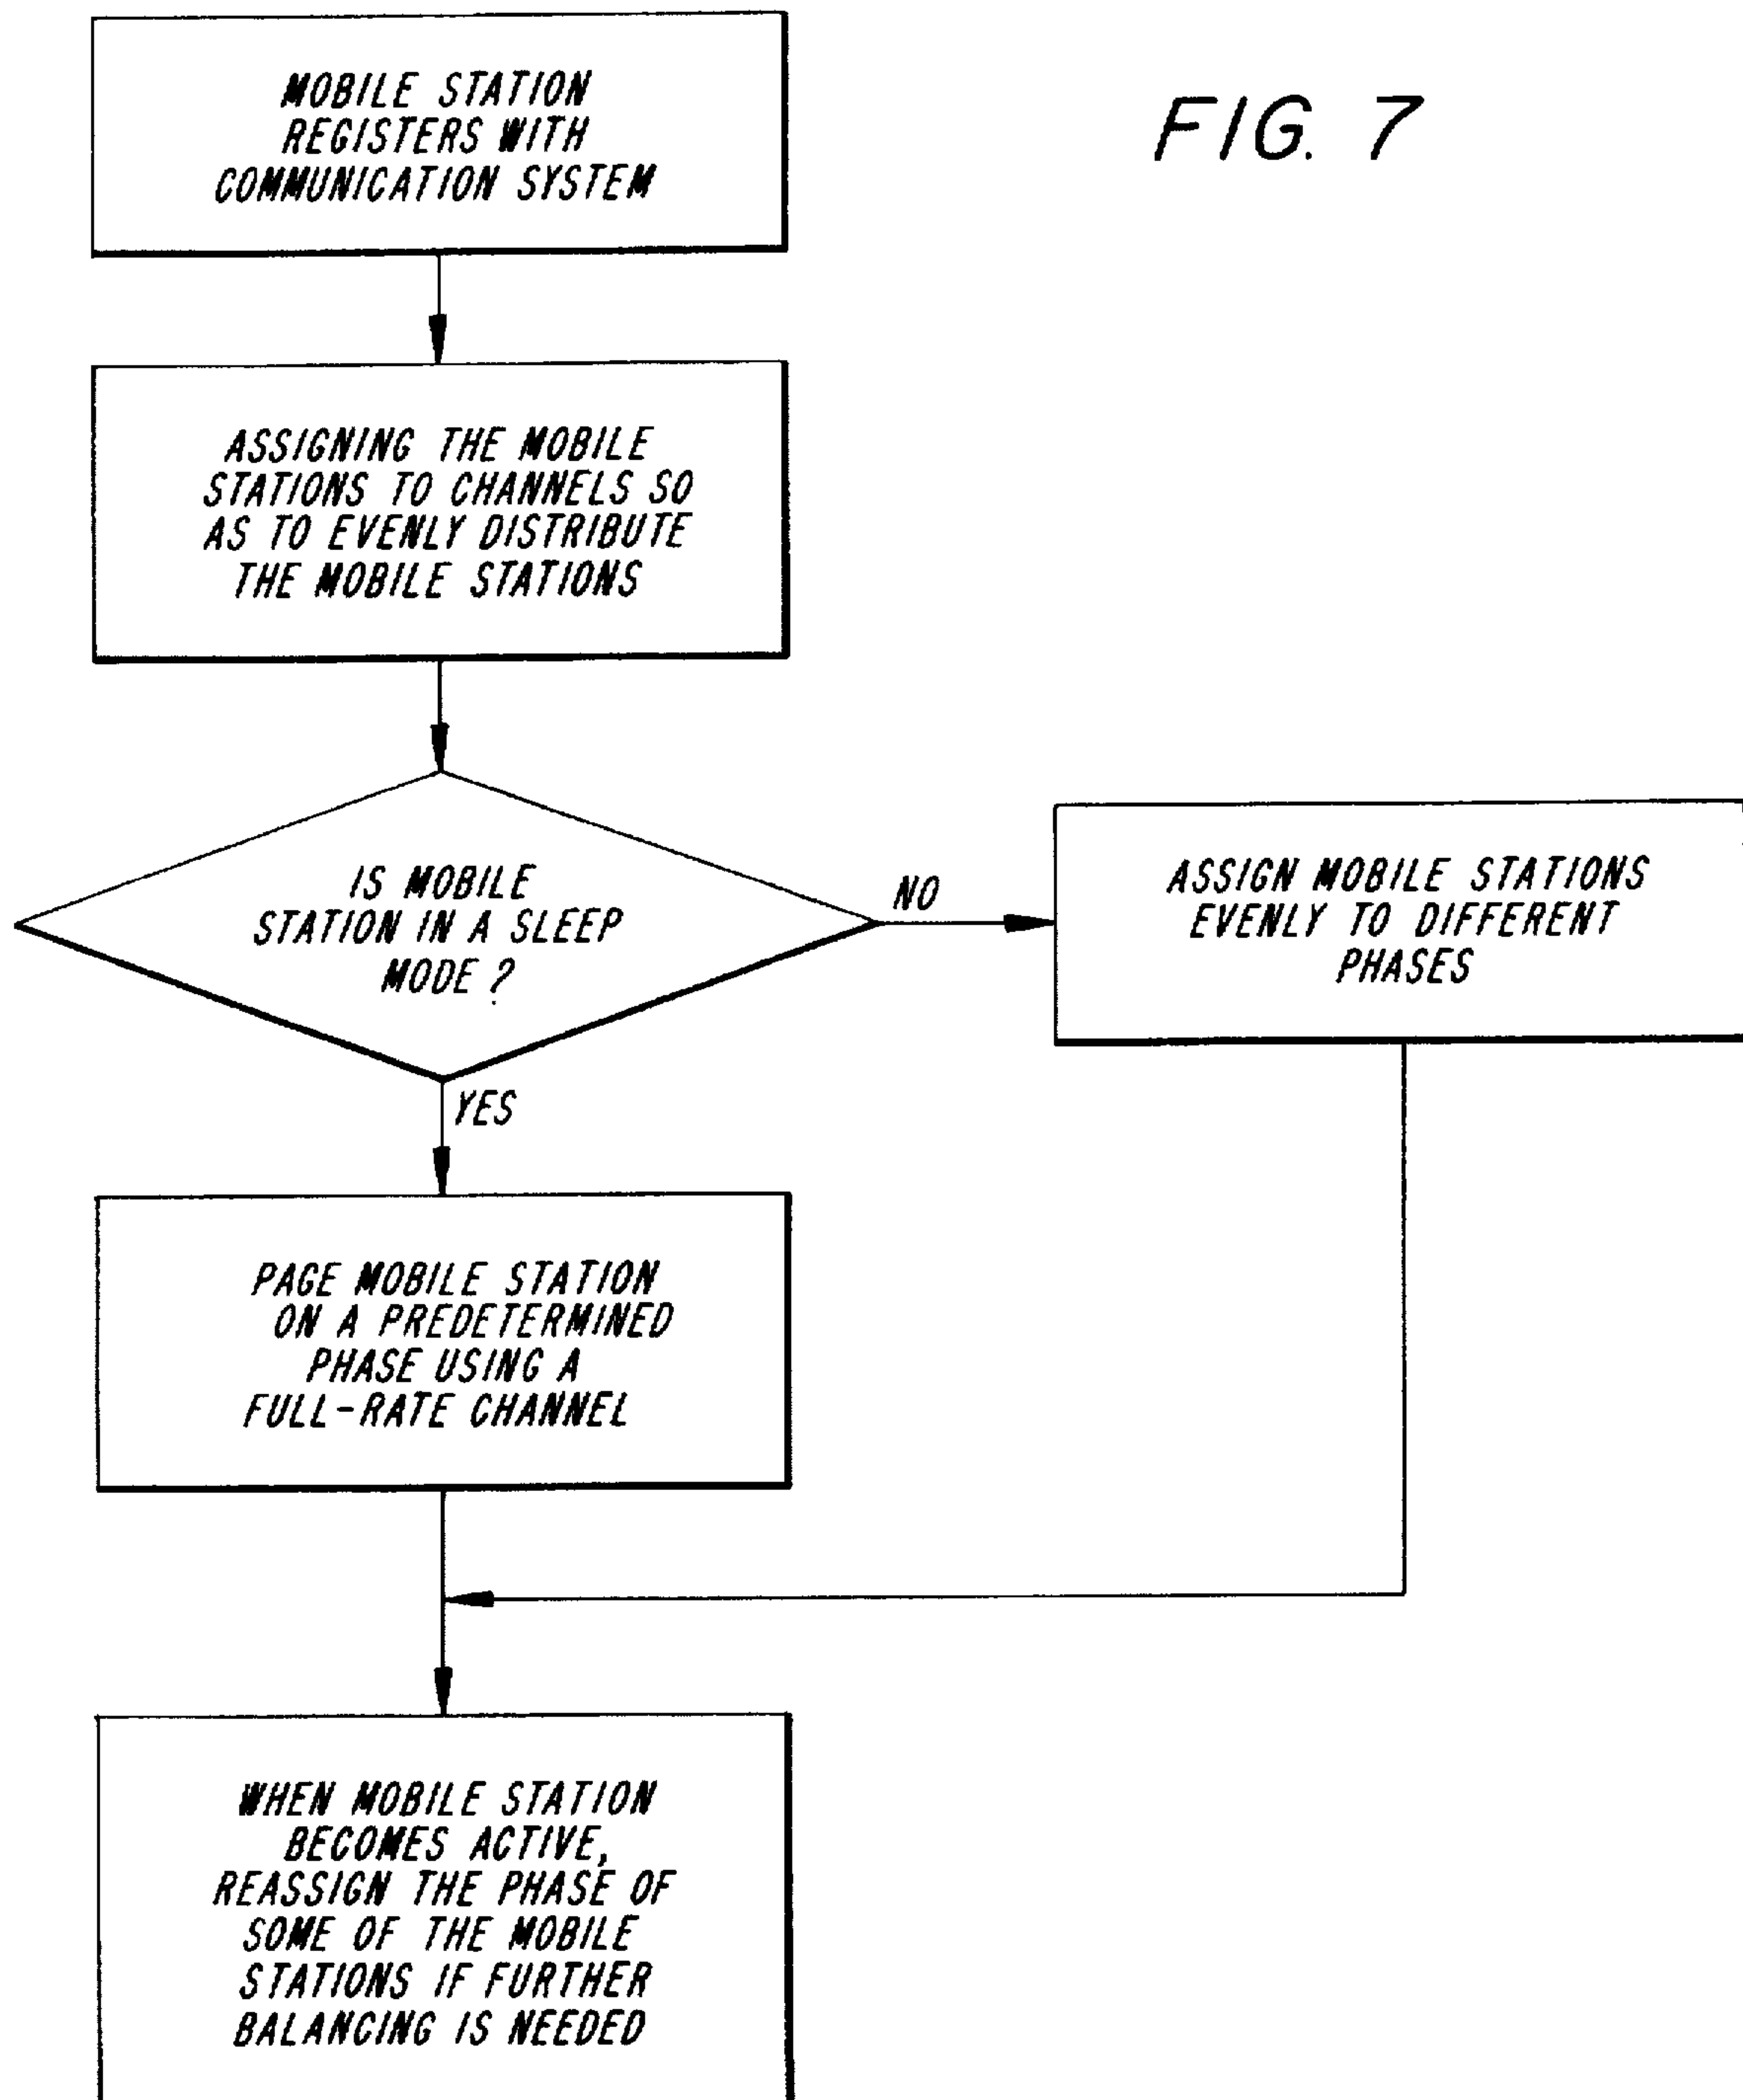 FIG. 7
MOBILE STATION
REGISTERS WITH
COMMUNICATION SYSTEM
ASSIGNING THE MOBILE
STATIONS TO CHANNELS SO
AS TO EVENLY DISTRIBUTE
THE MOBILE STATIONS
IS MOBILE
STATION IN A SLEEP
MODE?
NO
ASSIGN MOBILE STATIONS
EVENLY TO DIFFERENT
PHASES
YES
PAGE MOBILE STATION
ON A PREDETERMINED
PHASE USING A
FULL-RATE CHANNEL
WHEN MOBILE STATION
BECOMES ACTIVE,
REASSIGN THE PHASE OF
SOME OF THE MOBILE
STATIONS IF FURTHER
BALANCING IS NEEDED